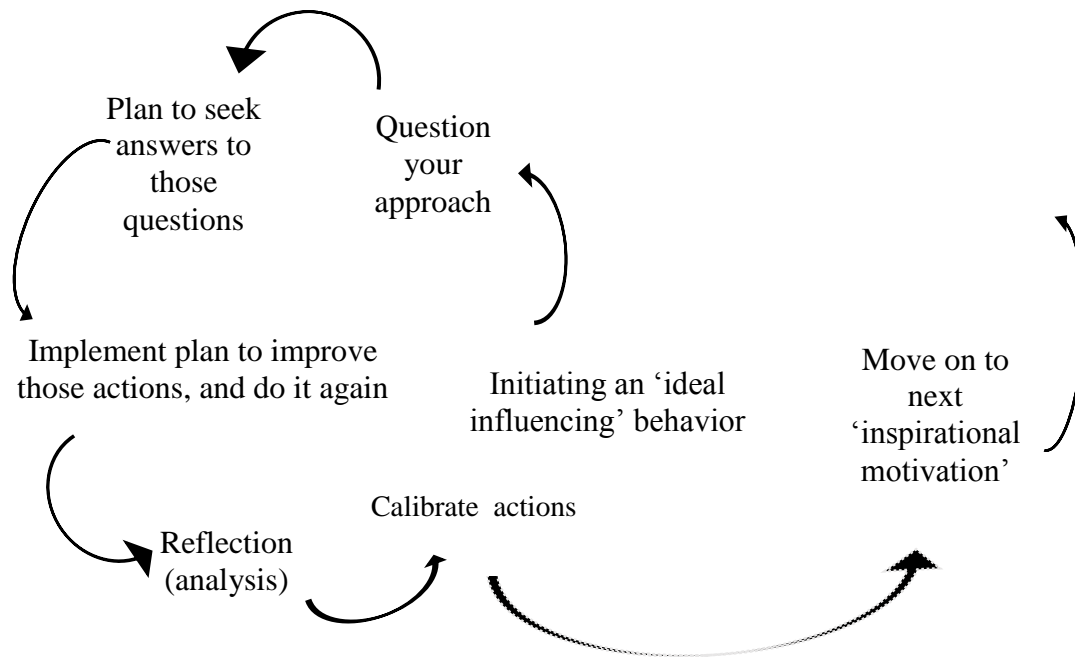 Plan to seek
answers to
those
questions
Question
your
approach
Implement plan to improve
those actions, and do it again
Initiating an ‘ideal
influencing’ behavior
Move on to
next
‘inspirational
motivation’
Calibrate actions
Reflection
(analysis)